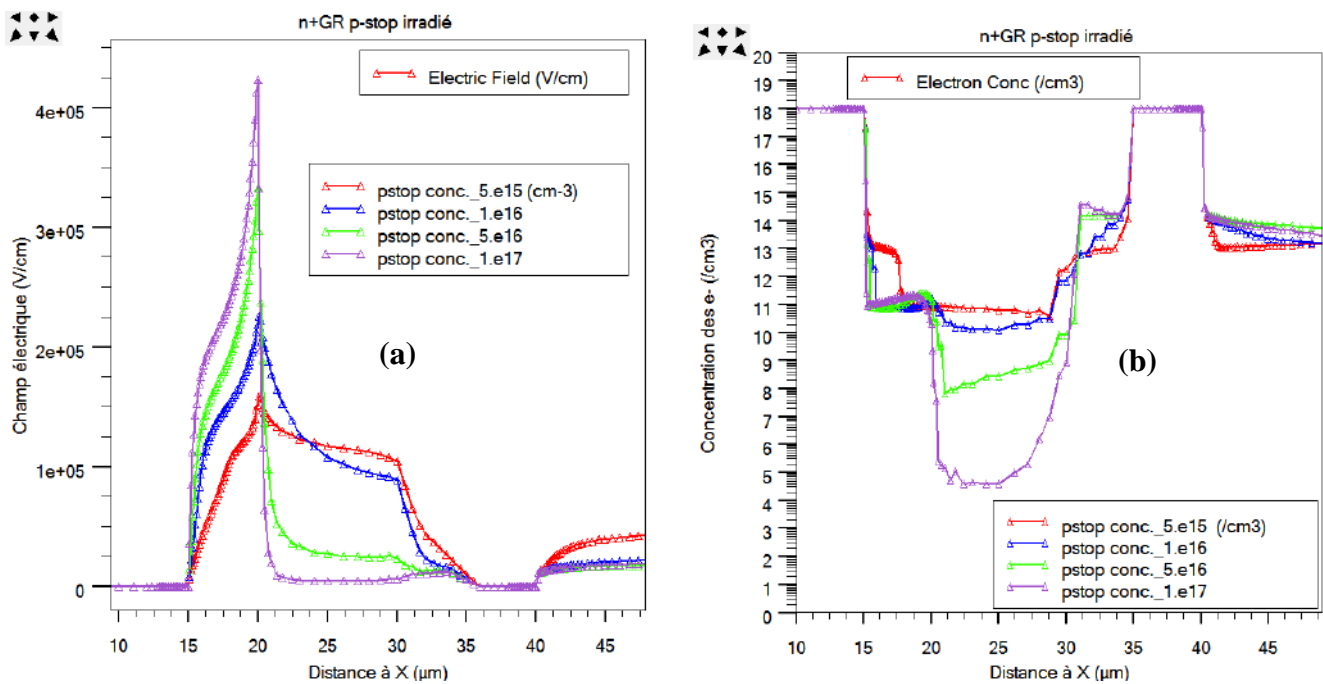 n+GR p-stop irradié
Electric Field (V/cm)
pstop conc._5.e15 (cm-3)
pstop conc._1.e16
pstop conc._5.e16
pstop conc._1.e17
4e+05
3e+05
2e+05
1e+05
0
Champ électrique (V/cm)
(a)
10 15 20 25 30 35 40 45
Distance à X (µm)
n+GR p-stop irradié
Electron Conc (/cm3)
20
19
18
17
16
15
14
13
12
11
10
9
8
7
6
5
4
3
2
1
0
Concentration des e- (/cm3)
(b)
pstop conc._5.e15 (/cm3)
pstop conc._1.e16
pstop conc._5.e16
pstop conc._1.e17
10 15 20 25 30 35 40 45
Distance à X (µm)